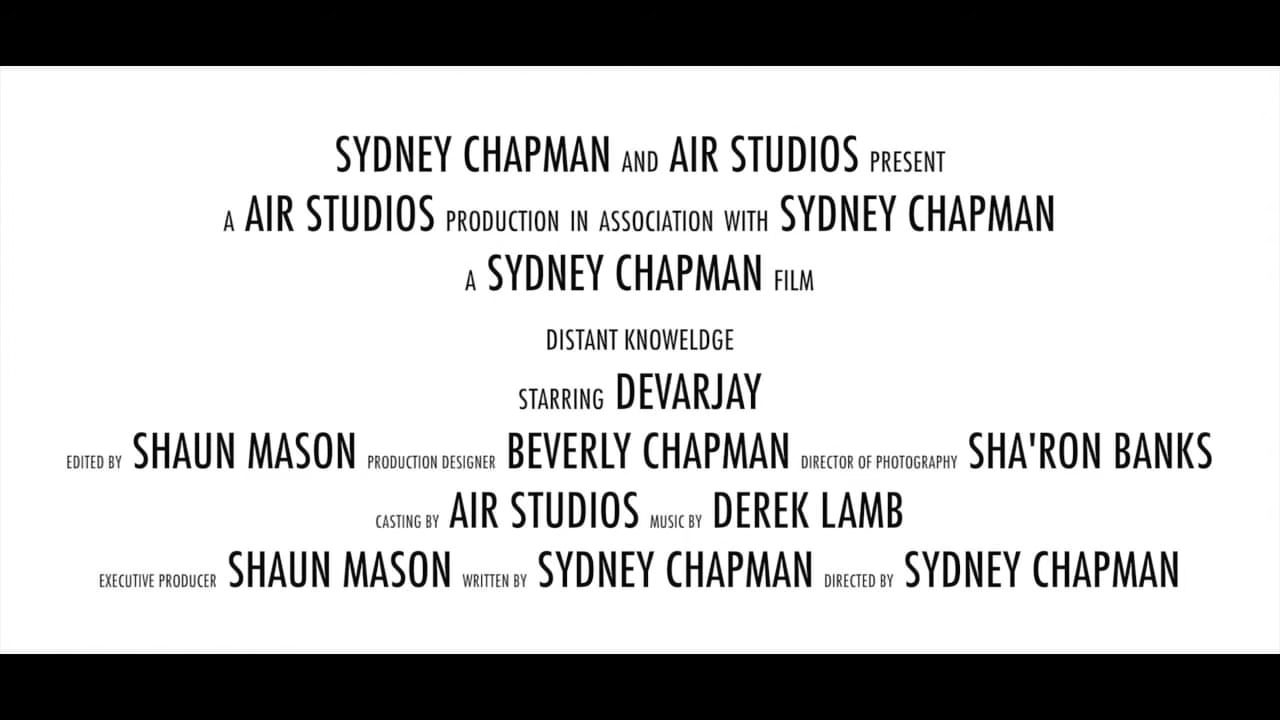 SYDNEY CHAPMAN AND AIR STUDIOS PRESENT
A AIR STUDIOS PRODUCTION IN ASSOCIATION WITH SYDNEY CHAPMAN
A SYDNEY CHAPMAN FILM
DISTANT KNOWELDGE
STARRING DEVARJAY
EDITED BY SHAUN MASON PRODUCTION DESIGNER BEVERLY CHAPMAN DIRECTOR OF PHOTOGRAPHY SHA'RON BANKS
CASTING BY AIR STUDIOS MUSIC BY DEREK LAMB
EXECUTIVE PRODUCER SHAUN MASON WRITTEN BY SYDNEY CHAPMAN DIRECTED BY SYDNEY CHAPMAN